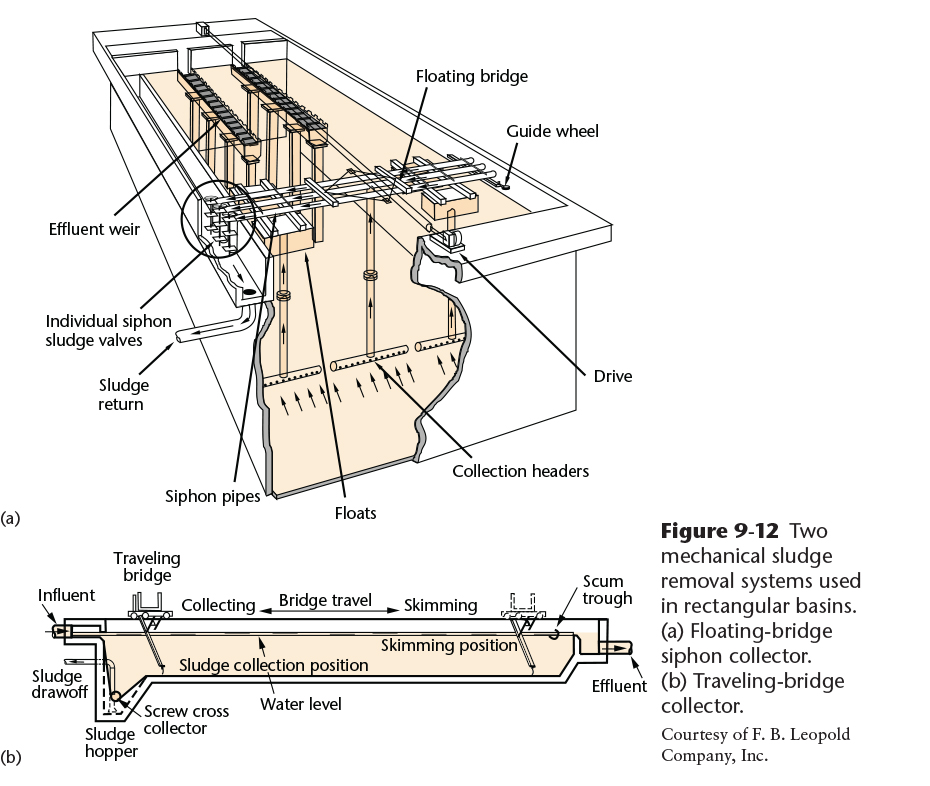 Floating bridge
Guide wheel
Effluent weir
Individual siphon
sludge valves
Sludge
return
Drive
Collection headers
Siphon pipes
Floats
(a)
Traveling
bridge
Influent
Collecting
Bridge travel
Skimming
Scum
trough
Skimming position
Sludge collection position
Sludge
drawoff
Water level
Effluent
Screw cross
collector
Sludge
hopper
(b)
Figure 9-12 Two
mechanical sludge
removal systems used
in rectangular basins.
(a) Floating-bridge
siphon collector.
(b) Traveling-bridge
collector.
Courtesy of F. B. Leopold
Company, Inc.